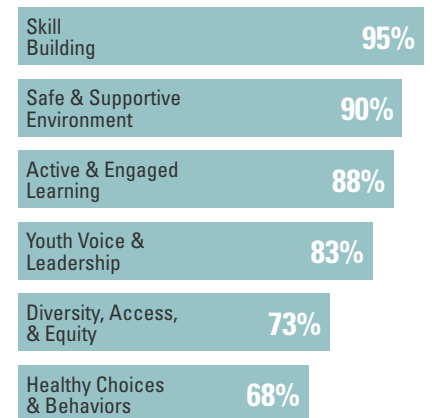 Skill
Building
95%
Safe & Supportive
Environment
90%
Active & Engaged
Learning
88%
Youth Voice &
Leadership
83%
Diversity, Access,
& Equity
73%
Healthy Choices
& Behaviors
68%